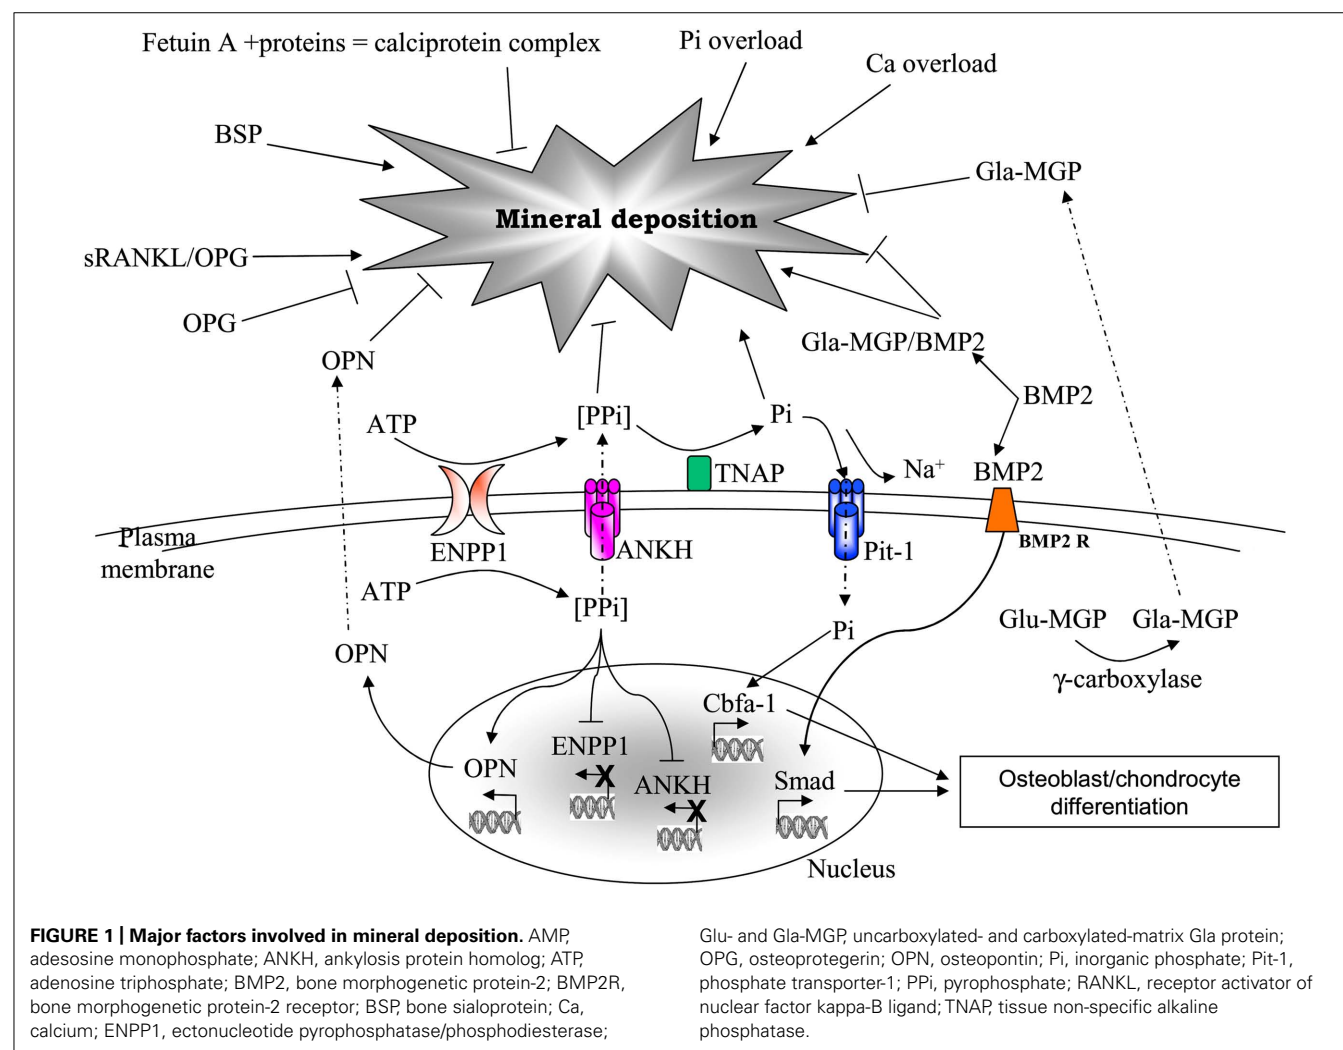 Fetuin A +proteins = calciprotein complex
Pi overload
Ca overload
BSP
Gla-MGP
Mineral deposition
sRANKL/OPG
OPG
OPN
Gla-MGP/BMP2
BMP2
ATP
[PPi]
Pi
TNAP
Na⁺
BMP2
Plasma
membrane
ENPP1
ANKH
Pit-1
BMP2 R
ATP
[PPi]
Pi
Glu-MGP
Gla-MGP
γ-carboxylase
OPN
Cbfa-1
ENPP1
X
OPN
ANKH
X
Smad
Osteoblast/chondrocyte
differentiation
Nucleus
FIGURE 1 | Major factors involved in mineral deposition. AMP,
adesosine monophosphate; ANKH, ankylosis protein homolog; ATP,
adenosine triphosphate; BMP2, bone morphogenetic protein-2; BMP2R,
bone morphogenetic protein-2 receptor; BSP, bone sialoprotein; Ca,
calcium; ENPP1, ectonucleotide pyrophosphatase/phosphodiesterase;
Glu- and Gla-MGP, uncarboxylated- and carboxylated-matrix Gla protein;
OPG, osteoprotegerin; OPN, osteopontin; Pi, inorganic phosphate; Pit-1,
phosphate transporter-1; PPi, pyrophosphate; RANKL, receptor activator of
nuclear factor kappa-B ligand; TNAP, tissue non-specific alkaline
phosphatase.